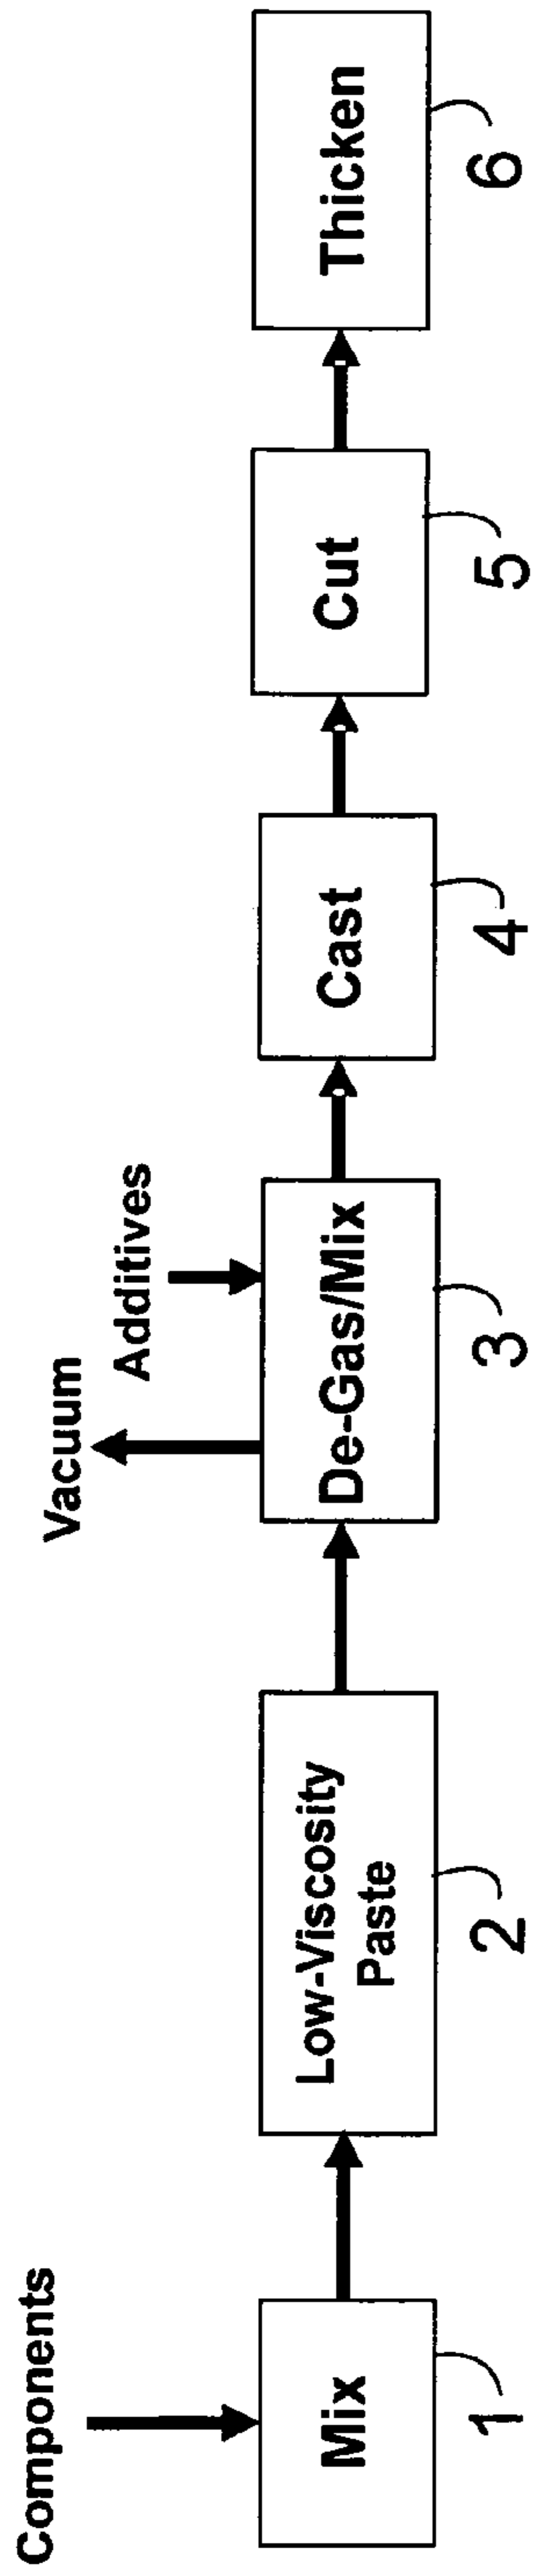 Components
Mix
1
Low-Viscosity
Paste
2
Vacuum
Additives
De-Gas/Mix
3
Cast
4
Cut
5
Thicken
6